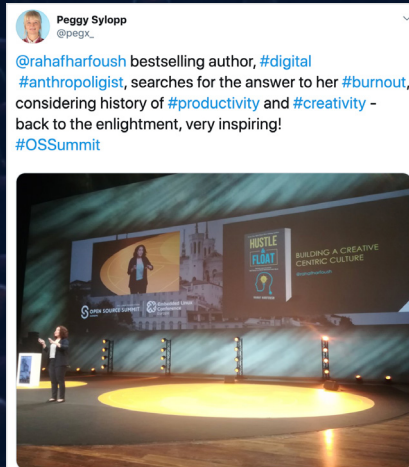 Peggy Sylopp
@pegx_
@rahafharfoush bestselling author, #digital
#anthropoligist, searches for the answer to her #burnout,
considering history of #productivity and #creativity -
back to the enlightment, very inspiring!
#OSSummit
HUSTLE
& FLOAT
BUILDING A CREATIVE
CENTRIC CULTURE
@rahafharfoush
OPEN SOURCE SUMMIT
Embedded Linux
Conference